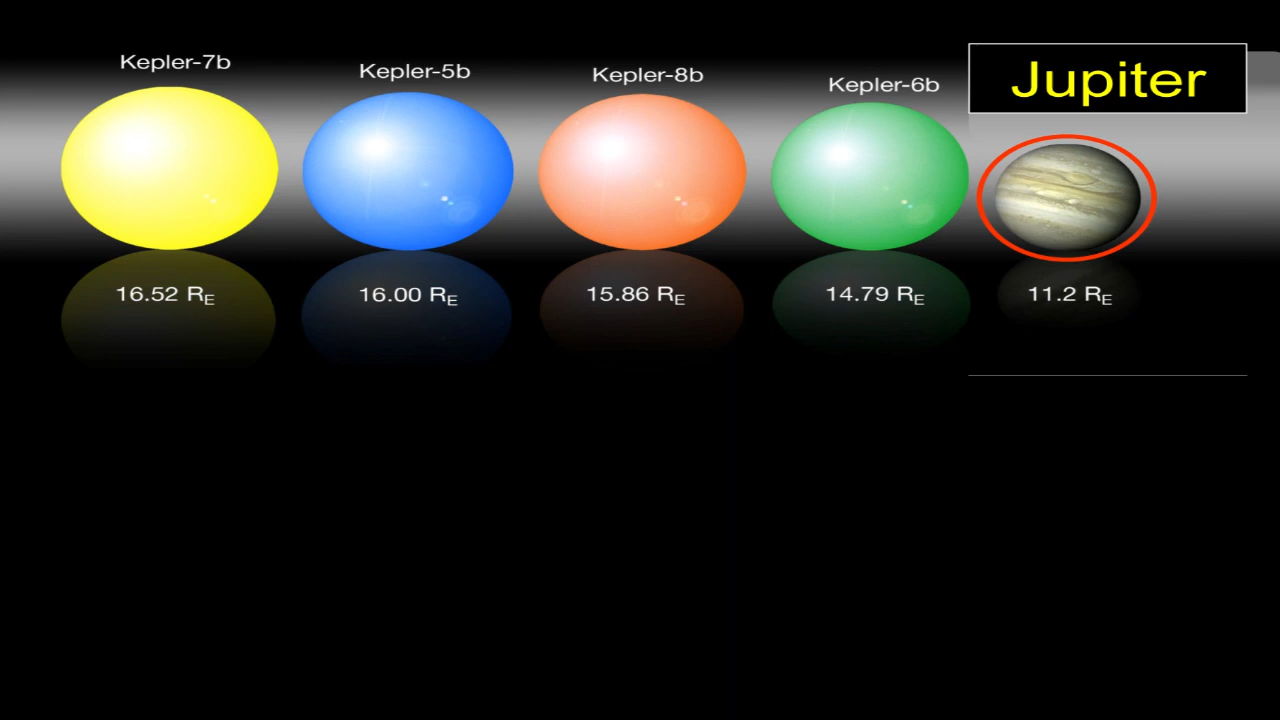 Kepler-7b
Kepler-5b
Kepler-8b
Kepler-6b
Jupiter
16.52 RE
16.00 RE
15.86 RE
14.79 RE
11.2 RE